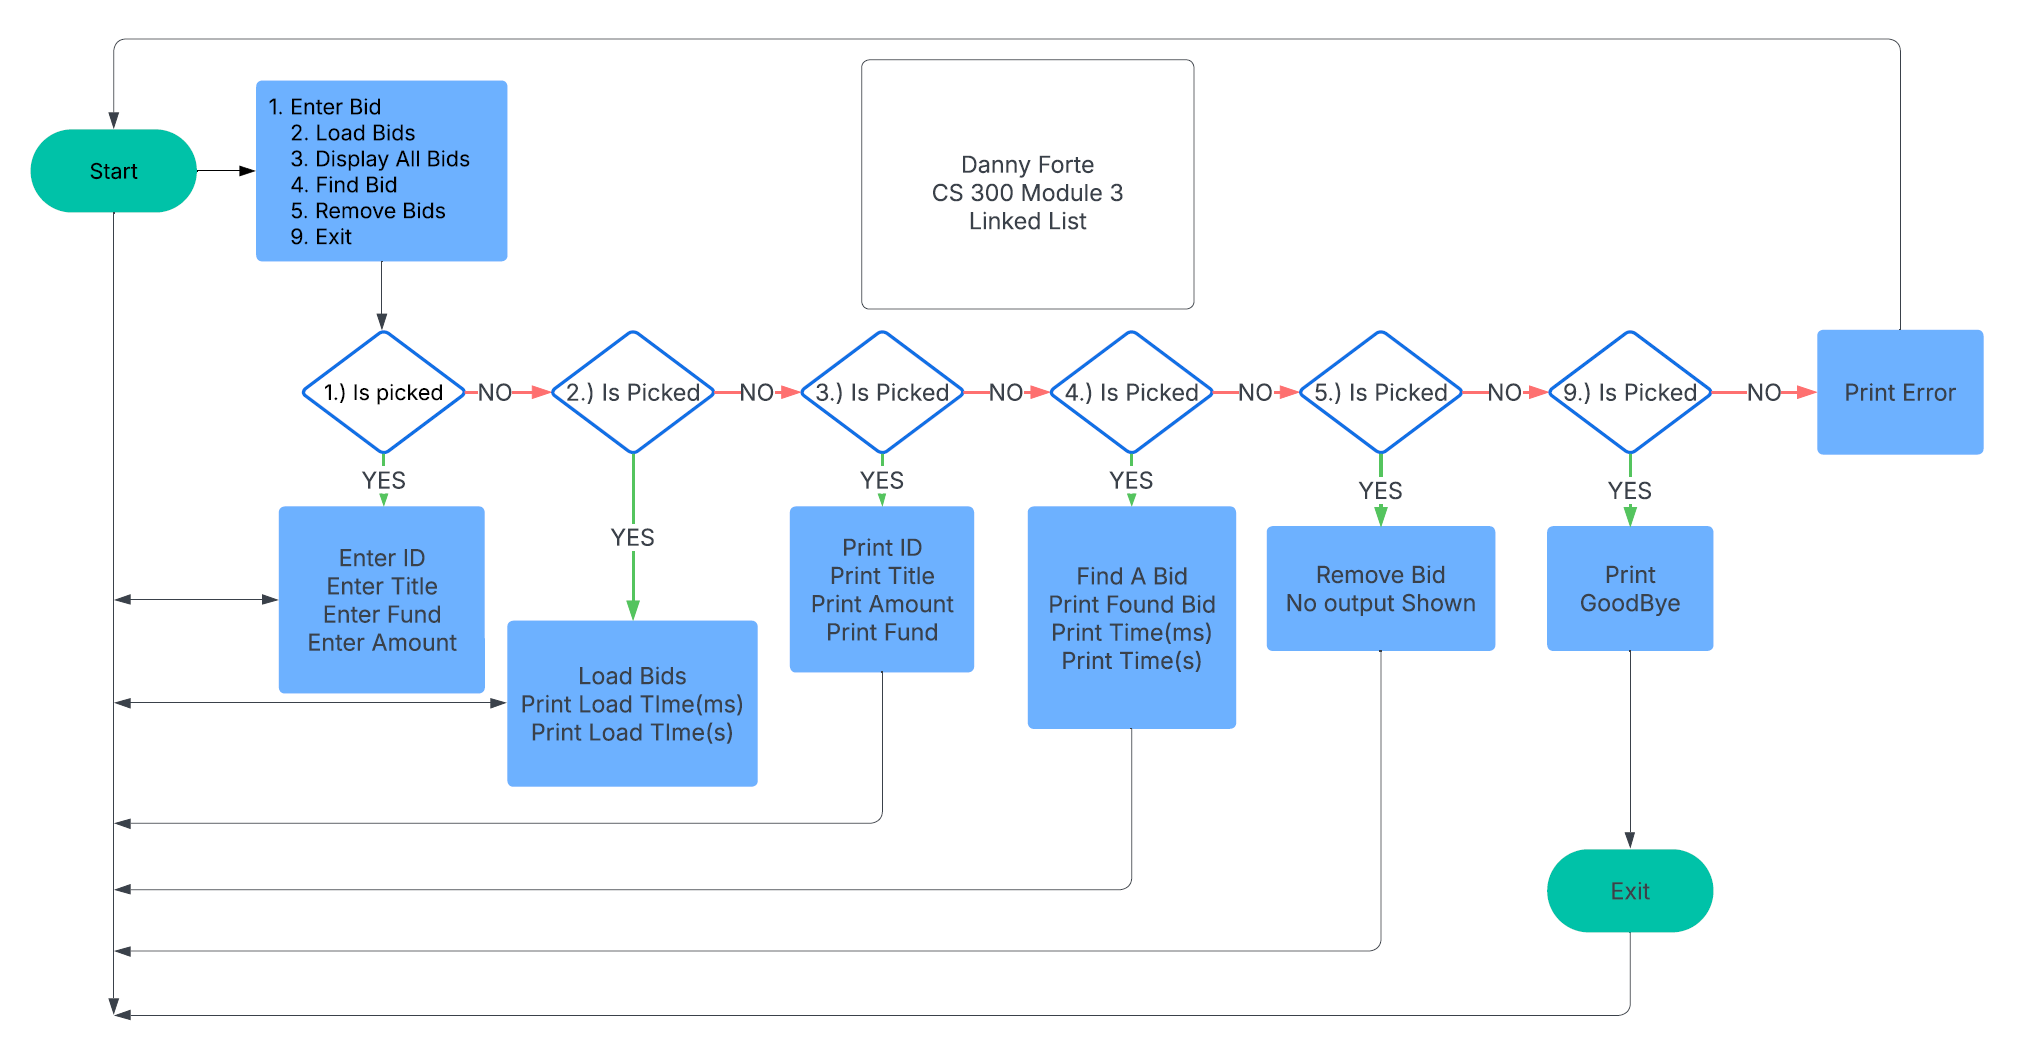 Start
1. Enter Bid
2. Load Bids
3. Display All Bids
4. Find Bid
5. Remove Bids
9. Exit
Danny Forte
CS 300 Module 3
Linked List
1.) Is picked
NO
2.) Is Picked
NO
3.) Is Picked
NO
4.) Is Picked
NO
5.) Is Picked
NO
9.) Is Picked
NO
Print Error
YES
YES
YES
YES
YES
YES
Enter ID
Enter Title
Enter Fund
Enter Amount
Load Bids
Print Load TIme(ms)
Print Load TIme(s)
Print ID
Print Title
Print Amount
Print Fund
Find A Bid
Print Found Bid
Print Time(ms)
Print Time(s)
Remove Bid
No output Shown
Print
GoodBye
Exit